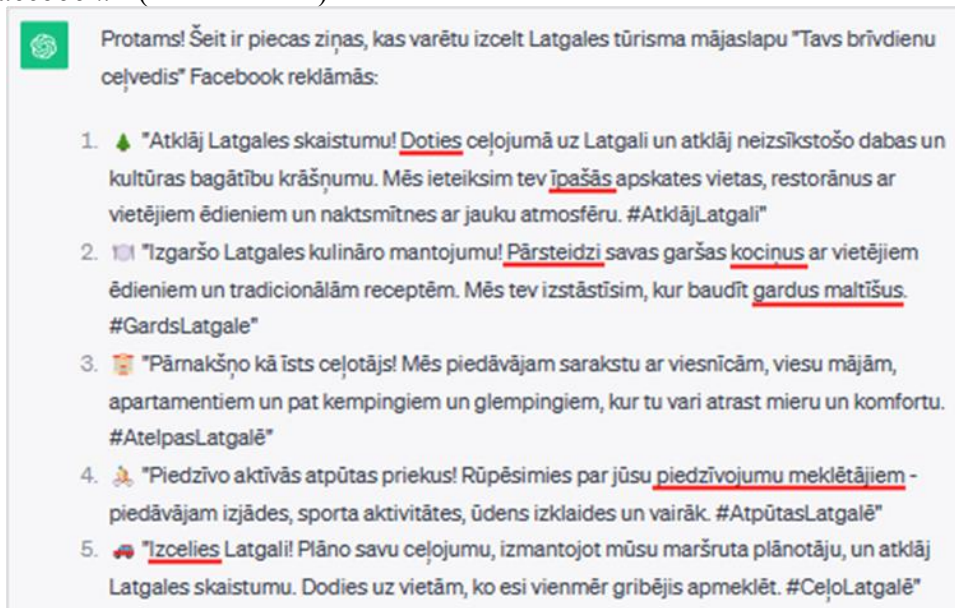 Protams! Šeit ir piecas ziņas, kas varētu izcelt Latgales tūrisma mājaslapu "Tavs brīvdienu
ceļvedis" Facebook reklāmās:
1. 🌲 "Atklāj Latgales skaistumu! Doties ceļojumā uz Latgali un atklāj neizsīkstošo dabas un
kultūras bagātību krāšņumu. Mēs ieteiksim tev īpašās apskates vietas, restorānus ar
vietējiem ēdieniem un naktsmītnes ar jauku atmosfēru. #AtklājLatgali"
2. 🍽️ "Izgaršo Latgales kulināro mantojumu! Pārsteidzi savas garšas kociņus ar vietējiem
ēdieniem un tradicionālām receptēm. Mēs tev izstāstīsim, kur baudīt gardus maltīšus.
#GardsLatgale"
3. 🏨 "Pārnakšņo kā īsts ceļotājs! Mēs piedāvājam sarakstu ar viesnīcām, viesu mājām,
apartamentiem un pat kempingiem un glempingiem, kur tu vari atrast mieru un komfortu.
#AtelpasLatgalē"
4. 🚴 "Piedzīvo aktīvās atpūtas priekus! Rūpēsimies par jūsu piedzīvojumu meklētājiem -
piedāvājam izjādes, sporta aktivitātes, ūdens izklaides un vairāk. #AtpūtasLatgalē"
5. 🚗 "Izcelies Latgali! Plāno savu ceļojumu, izmantojot mūsu maršruta plānotāju, un atklāj
Latgales skaistumu. Dodies uz vietām, ko esi vienmēr gribējis apmeklēt. #CeļoLatgalē"